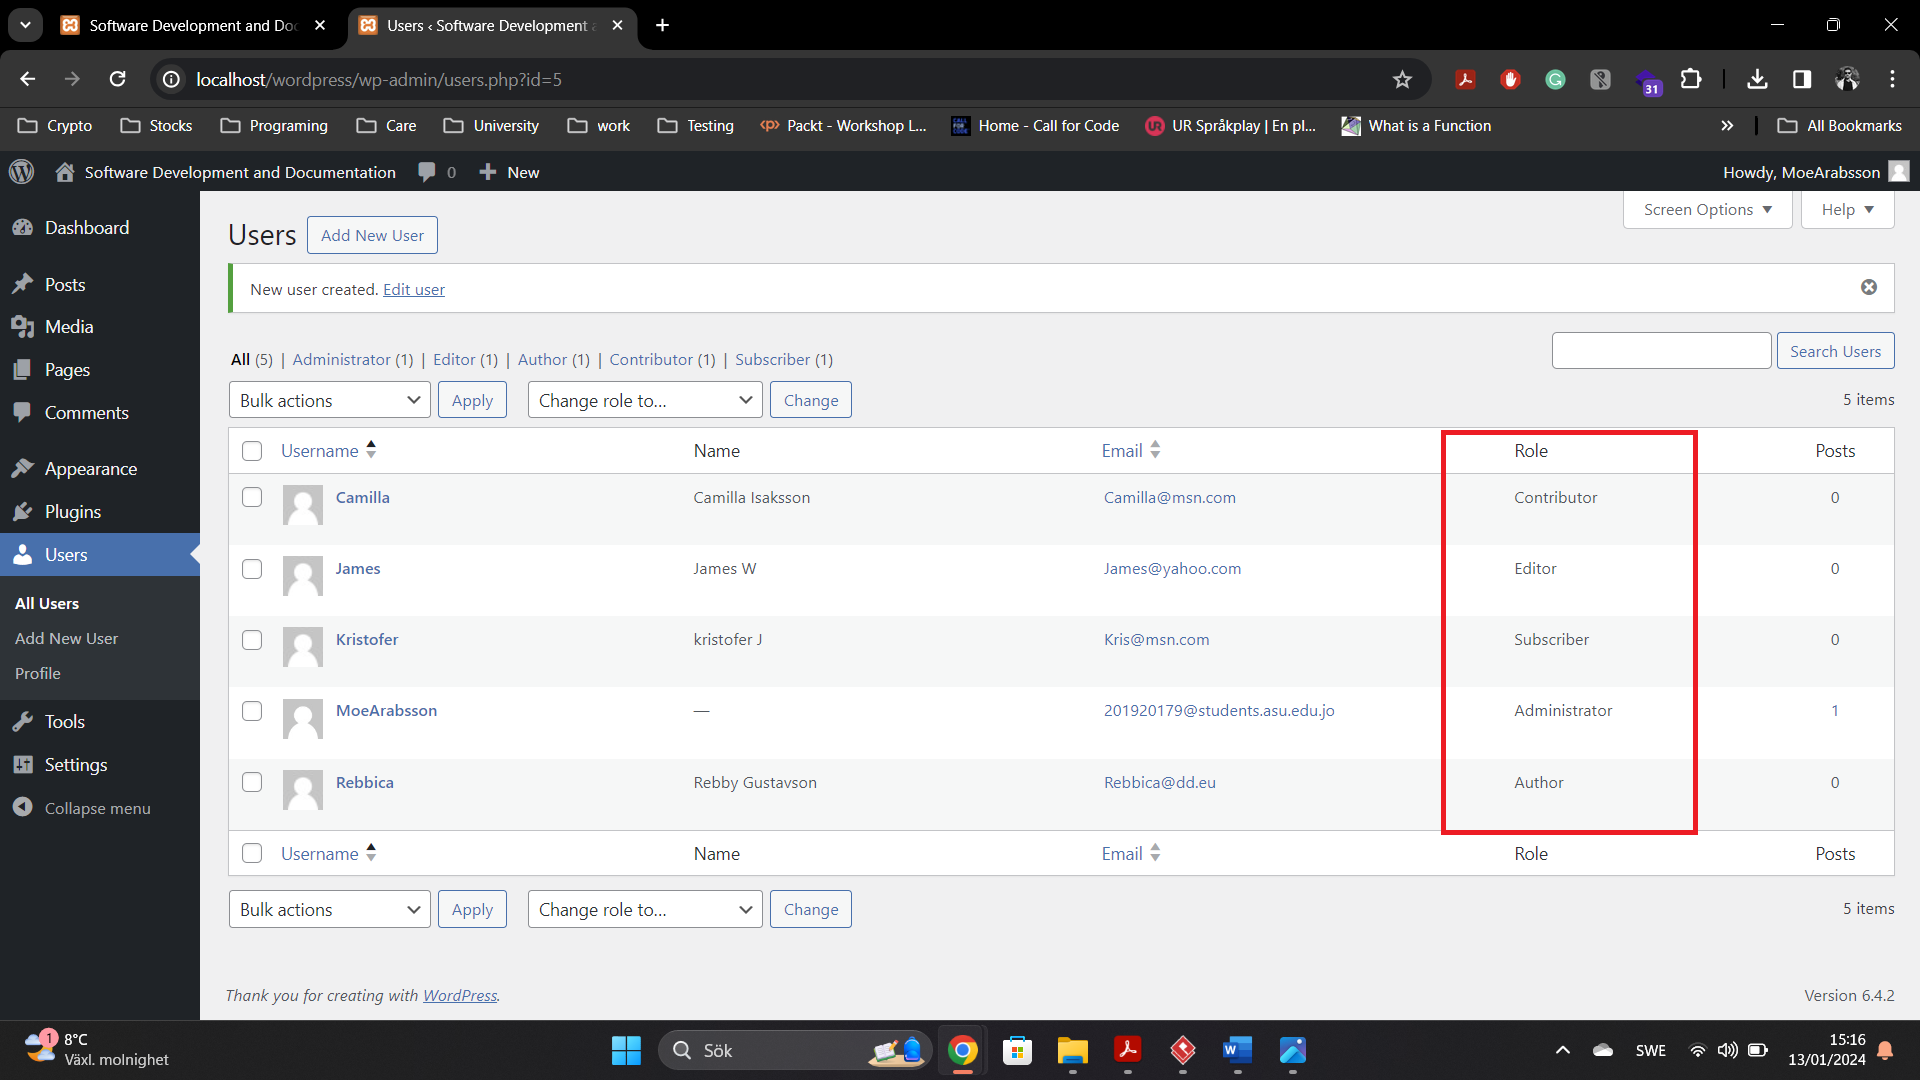 Software Development and Doc
Users ‹ Software Development a
localhost/wordpress/wp-admin/users.php?id=5
31
Crypto
Stocks
Programing
Care
University
work
Testing
Packt - Workshop L...
Home - Call for Code
UR Språkplay | En pl...
What is a Function
All Bookmarks
Software Development and Documentation
0
New
Howdy, MoeArabsson
Dashboard
Posts
Media
Pages
Comments
Appearance
Plugins
Users
All Users
Add New User
Profile
Tools
Settings
Collapse menu
Screen Options
Help
Users
Add New User
New user created. Edit user
All (5) | Administrator (1) | Editor (1) | Author (1) | Contributor (1) | Subscriber (1)
Search Users
Bulk actions Apply Change role to... Change 5 items
Username Name Email Role Posts
Camilla Camilla Isaksson Camilla@msn.com Contributor 0
James James W James@yahoo.com Editor 0
Kristofer kristofer J Kris@msn.com Subscriber 0
MoeArabsson — 201920179@students.asu.edu.jo Administrator 1
Rebbica Rebby Gustavson Rebbica@dd.eu Author 0
Username Name Email Role Posts
Bulk actions Apply Change role to... Change 5 items
Thank you for creating with WordPress. Version 6.4.2
1
8°C
Växl. molnighet
Sök
SWE
15:16
13/01/2024